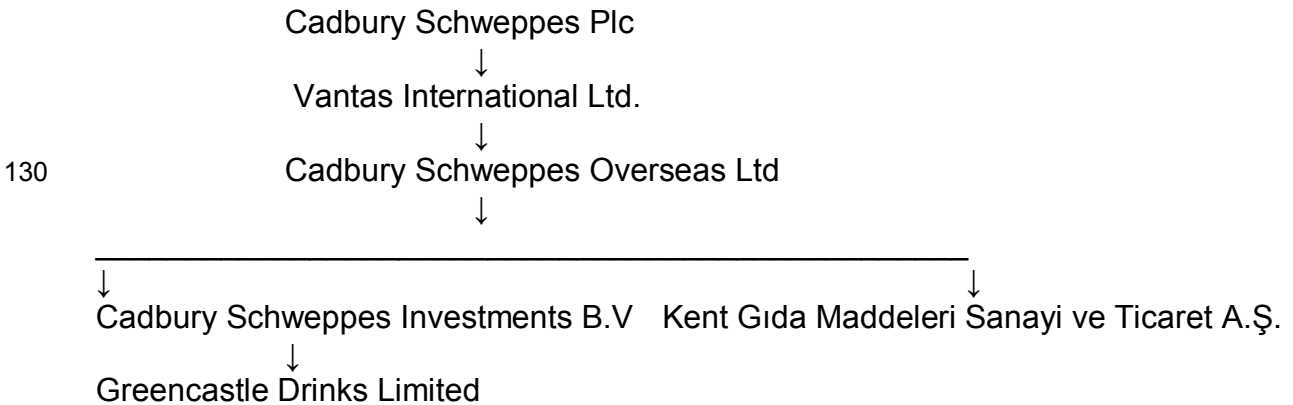 Cadbury Schweppes Plc
↓
Vantas International Ltd.
↓
130 Cadbury Schweppes Overseas Ltd
↓
↓ ↓
Cadbury Schweppes Investments B.V Kent Gıda Maddeleri Sanayi ve Ticaret A.Ş.
↓
Greencastle Drinks Limited